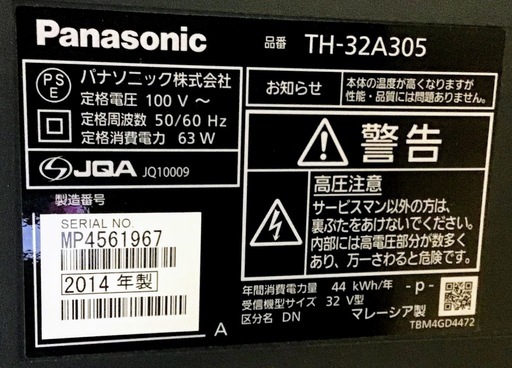 Panasonic
品番 TH-32A305
PS
E
パナソニック株式会社
定格電圧 100 V ～
定格周波数 50/60 Hz
定格消費電力 63 W
JQA JQ10009
お知らせ
本体の温度が高くなりますが
性能・品質には問題ありません。
警告
高圧注意
サービスマン以外の方は、
裏ぶたをあけないでください。
内部には高電圧部分が数多く
あり、万一さわると危険です。
製造番号
SERIAL NO.
MP4561967
2014 年製
A
年間消費電力量 44 kWh/年
受信機型サイズ 32 V型
区分名 DN
-p-
マレーシア製
TBM4GD4472